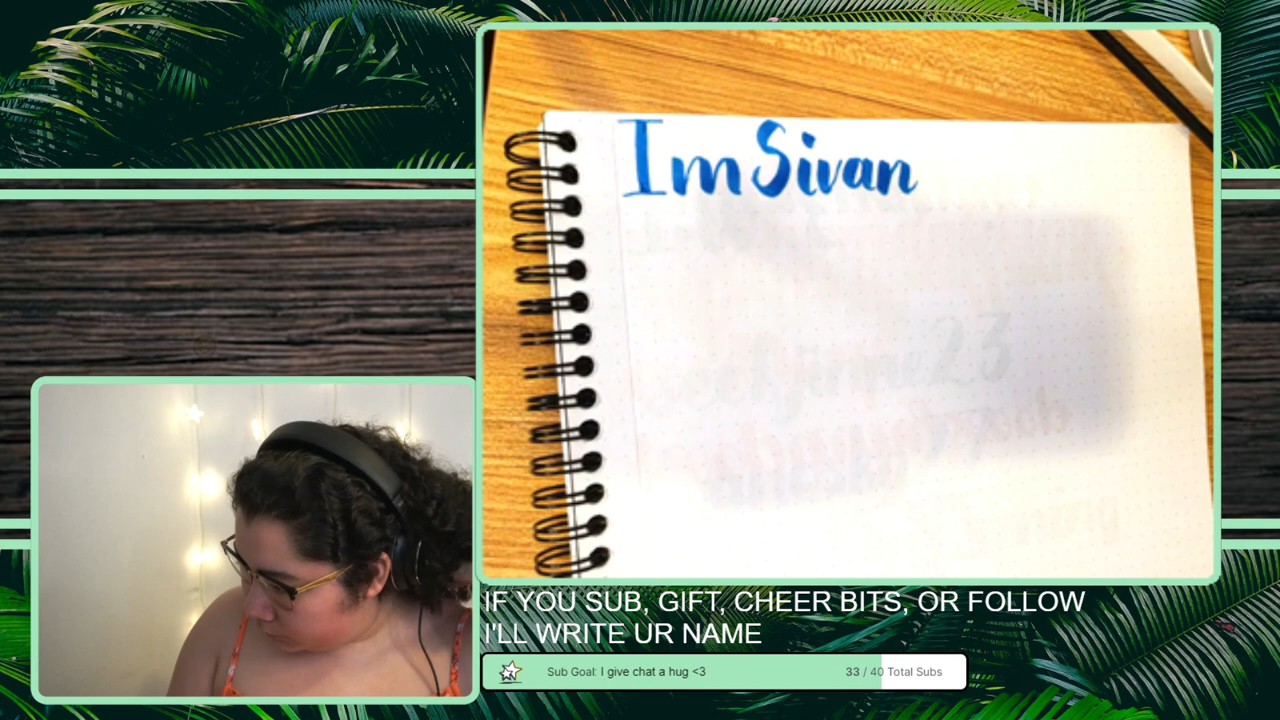 ImSivan
IF YOU SUB, GIFT, CHEER BITS, OR FOLLOW
I'LL WRITE UR NAME
Sub Goal: I give chat a hug <3 33 / 40 Total Subs